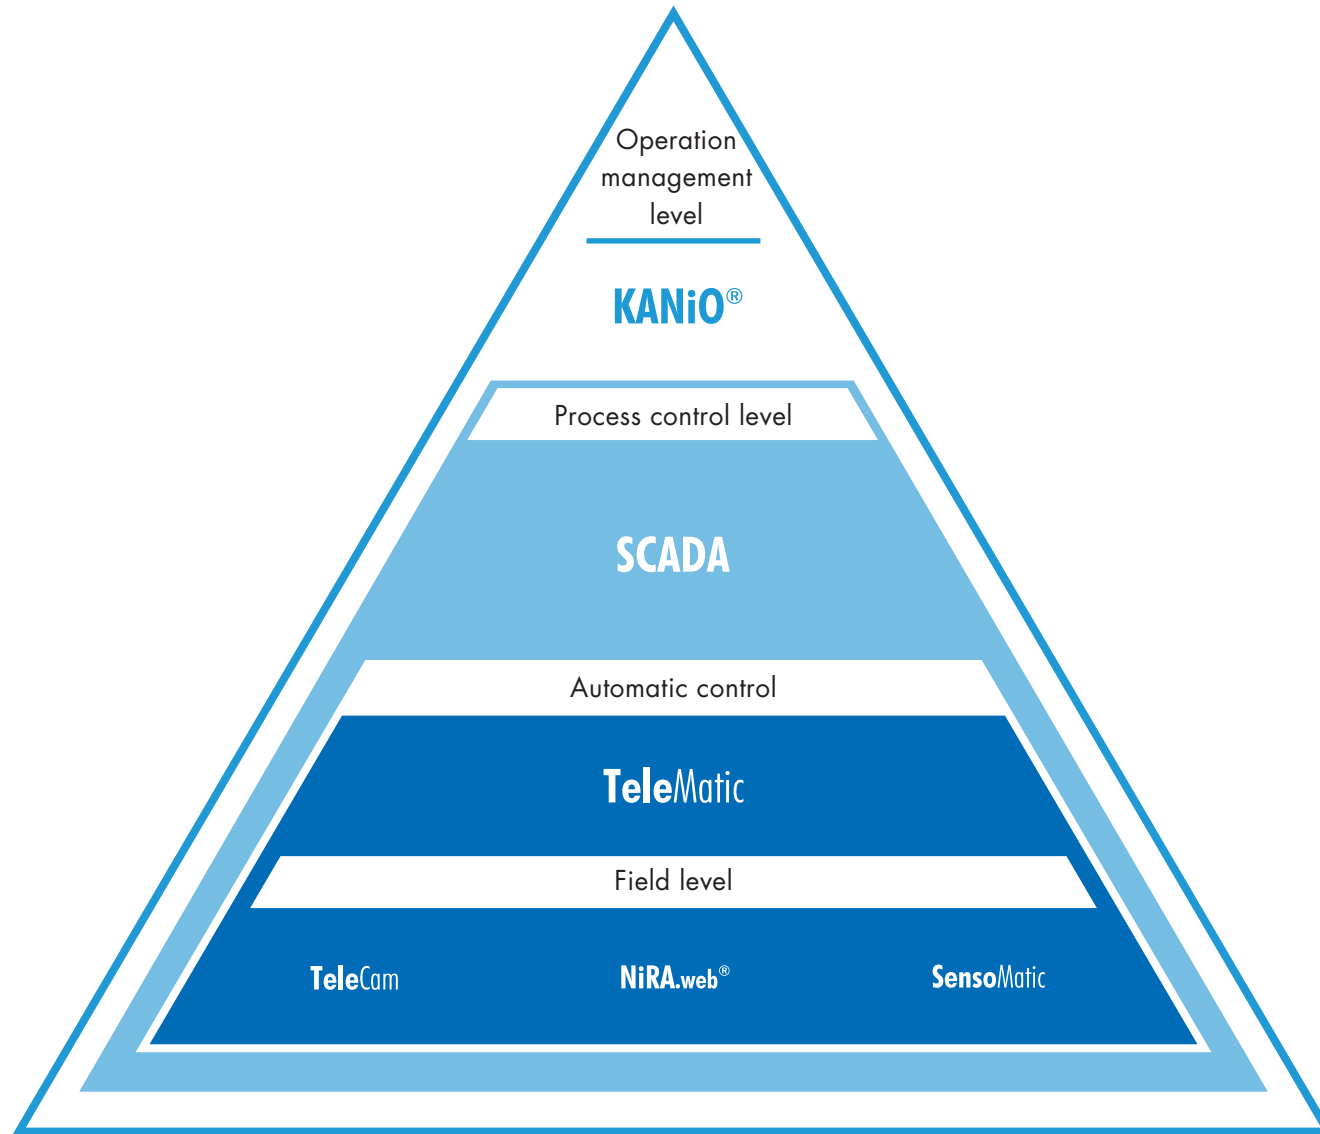 Operation
management
level
KANiO®
Process control level
SCADA
Automatic control
TeleMatic
Field level
TeleCam NiRA.web® SensoMatic